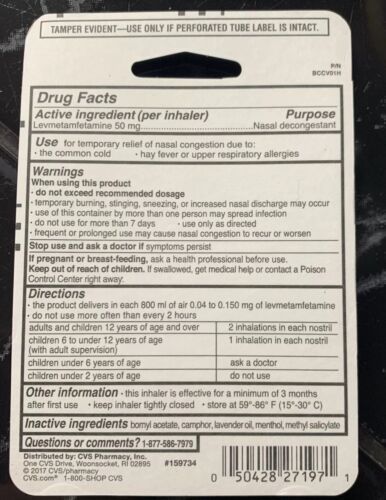 TAMPER EVIDENT—USE ONLY IF PERFORATED TUBE LABEL IS INTACT.
P/N
BCCV01H
Drug Facts
Active ingredient (per inhaler) Purpose
Levmetamfetamine 50 mg..........Nasal decongestant
Use for temporary relief of nasal congestion due to:
• the common cold • hay fever or upper respiratory allergies
Warnings
When using this product
• do not exceed recommended dosage
• temporary burning, stinging, sneezing, or increased nasal discharge may occur
• use of this container by more than one person may spread infection
• do not use for more than 7 days • use only as directed
• frequent or prolonged use may cause nasal congestion to recur or worsen
Stop use and ask a doctor if symptoms persist
If pregnant or breast-feeding, ask a health professional before use.
Keep out of reach of children. If swallowed, get medical help or contact a Poison
Control Center right away.
Directions
• the product delivers in each 800 ml of air 0.04 to 0.150 mg of levmetamfetamine
• do not use more often than every 2 hours
adults and children 12 years of age and over 2 inhalations in each nostril
children 6 to under 12 years of age 1 inhalation in each nostril
(with adult supervision)
children under 6 years of age ask a doctor
children under 2 years of age do not use
Other information • this inhaler is effective for a minimum of 3 months
after first use • keep inhaler tightly closed • store at 59°-86° F (15°-30° C)
Inactive ingredients bornyl acetate, camphor, lavender oil, menthol, methyl salicylate
Questions or comments? 1-877-586-7979
Distributed by: CVS Pharmacy, Inc.
One CVS Drive, Woonsocket, RI 02895 #159734
© 2017 CVS/pharmacy
CVS.com® 1-800-SHOP CVS
0 50428 27197 1